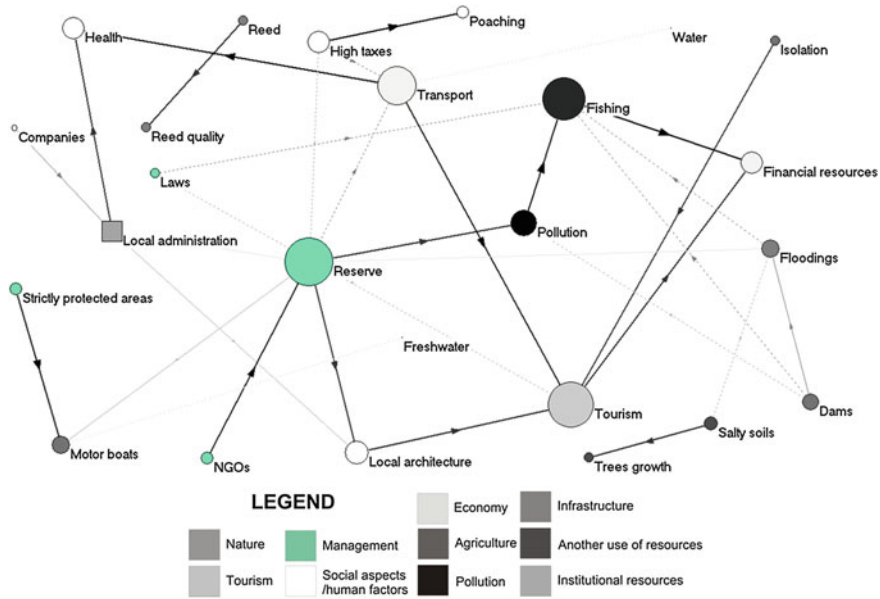 Poaching
Reed
Health
High taxes
Water
Isolation
Transport
Fishing
Companies
Reed quality
Financial resources
Laws
Local administration
Pollution
Reserve
Floodings
Strictly protected areas
Freshwater
Tourism
Dams
Salty soils
Motor boats
NGOs
Local architecture
Trees growth
LEGEND
Economy
Infrastructure
Nature
Management
Agriculture
Another use of resources
Tourism
Social aspects
/human factors
Pollution
Institutional resources